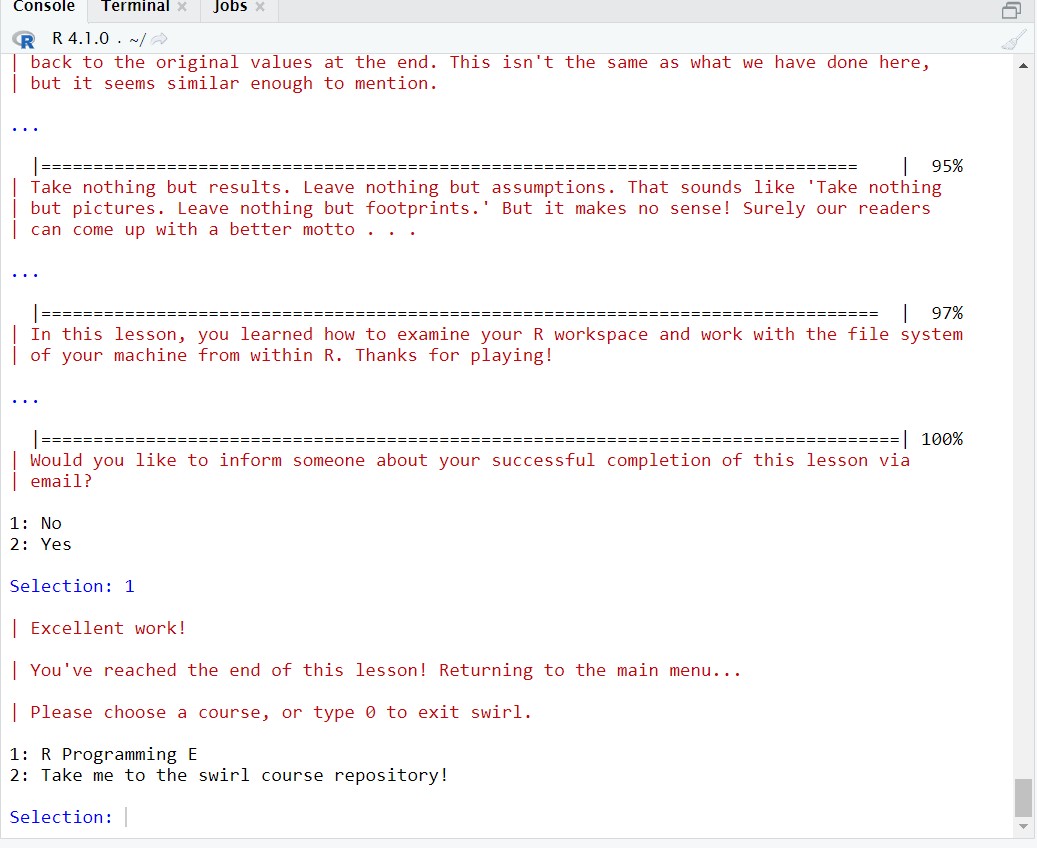 Console Terminal × Jobs ×
R R 4.1.0 . ~/
| back to the original values at the end. This isn't the same as what we have done here,
| but it seems similar enough to mention.
...
|============================================================================== | 95%
| Take nothing but results. Leave nothing but assumptions. That sounds like 'Take nothing
| but pictures. Leave nothing but footprints.' But it makes no sense! Surely our readers
| can come up with a better motto . . .
...
|================================================================================ | 97%
| In this lesson, you learned how to examine your R workspace and work with the file system
| of your machine from within R. Thanks for playing!
...
|==================================================================================| 100%
| Would you like to inform someone about your successful completion of this lesson via
| email?
1: No
2: Yes
Selection: 1
| Excellent work!
| You've reached the end of this lesson! Returning to the main menu...
| Please choose a course, or type 0 to exit swirl.
1: R Programming E
2: Take me to the swirl course repository!
Selection: